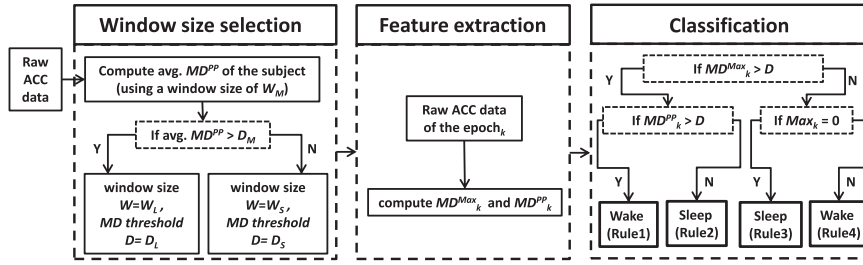 Window size selection
Feature extraction
Classification
Raw
ACC
data
Compute avg. MD^PP of the subject
(using a window size of W_M)
If avg. MD^PP > D_M
Y
N
window size
W=W_L ,
MD threshold
D= D_L
window size
W=W_S ,
MD threshold
D= D_S
Raw ACC data
of the epoch_k
compute MD^Max_k and MD^PP_k
If MD^Max_k > D
Y
N
If MD^PP_k > D
If Max_k = 0
Y
N
Y
N
Wake
(Rule1)
Sleep
(Rule2)
Sleep
(Rule3)
Wake
(Rule4)